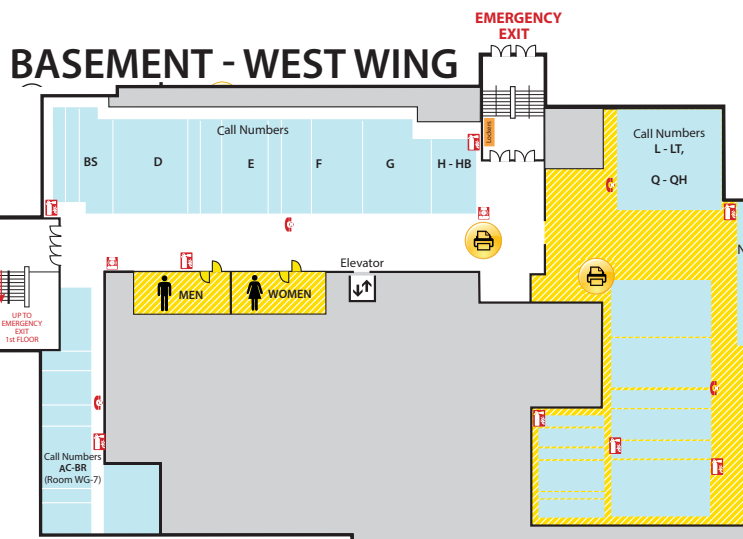 EMERGENCY
EXIT
BASEMENT - WEST WING
Lockers
Call Numbers
BS D E F G H - HB
Call Numbers
L - LT,
Q - QH
N
Elevator
MEN
WOMEN
UP TO
EMERGENCY
EXIT
1st FLOOR
Call Numbers
AC-BR
(Room WG-7)